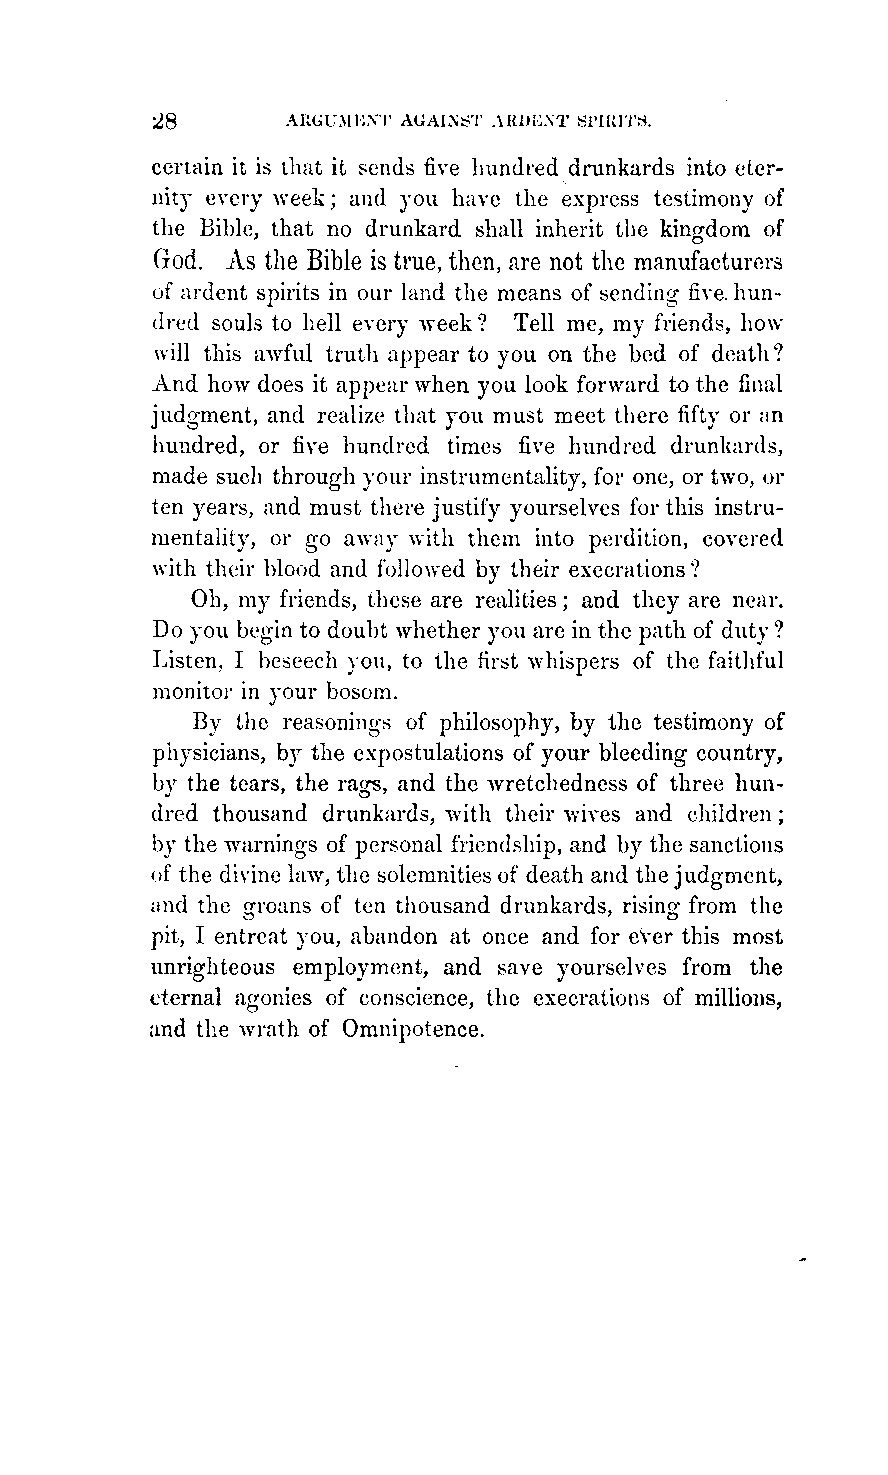 28 ARGUMENT AGAINST ARDENT SPIRITS.
certain it is that it sends five hundred drunkards into eter-
nity every week; and you have the express testimony of
the Bible, that no drunkard shall inherit the kingdom of
God. As the Bible is true, then, are not the manufacturers
of ardent spirits in our land the means of sending five hun-
dred souls to hell every week? Tell me, my friends, how
will this awful truth appear to you on the bed of death?
And how does it appear when you look forward to the final
judgment, and realize that you must meet there fifty or an
hundred, or five hundred times five hundred drunkards,
made such through your instrumentality, for one, or two, or
ten years, and must there justify yourselves for this instru-
mentality, or go away with them into perdition, covered
with their blood and followed by their execrations?
Oh, my friends, these are realities; and they are near.
Do you begin to doubt whether you are in the path of duty?
Listen, I beseech you, to the first whispers of the faithful
monitor in your bosom.
By the reasonings of philosophy, by the testimony of
physicians, by the expostulations of your bleeding country,
by the tears, the rags, and the wretchedness of three hun-
dred thousand drunkards, with their wives and children;
by the warnings of personal friendship, and by the sanctions
of the divine law, the solemnities of death and the judgment,
and the groans of ten thousand drunkards, rising from the
pit, I entreat you, abandon at once and for ever this most
unrighteous employment, and save yourselves from the
eternal agonies of conscience, the execrations of millions,
and the wrath of Omnipotence.